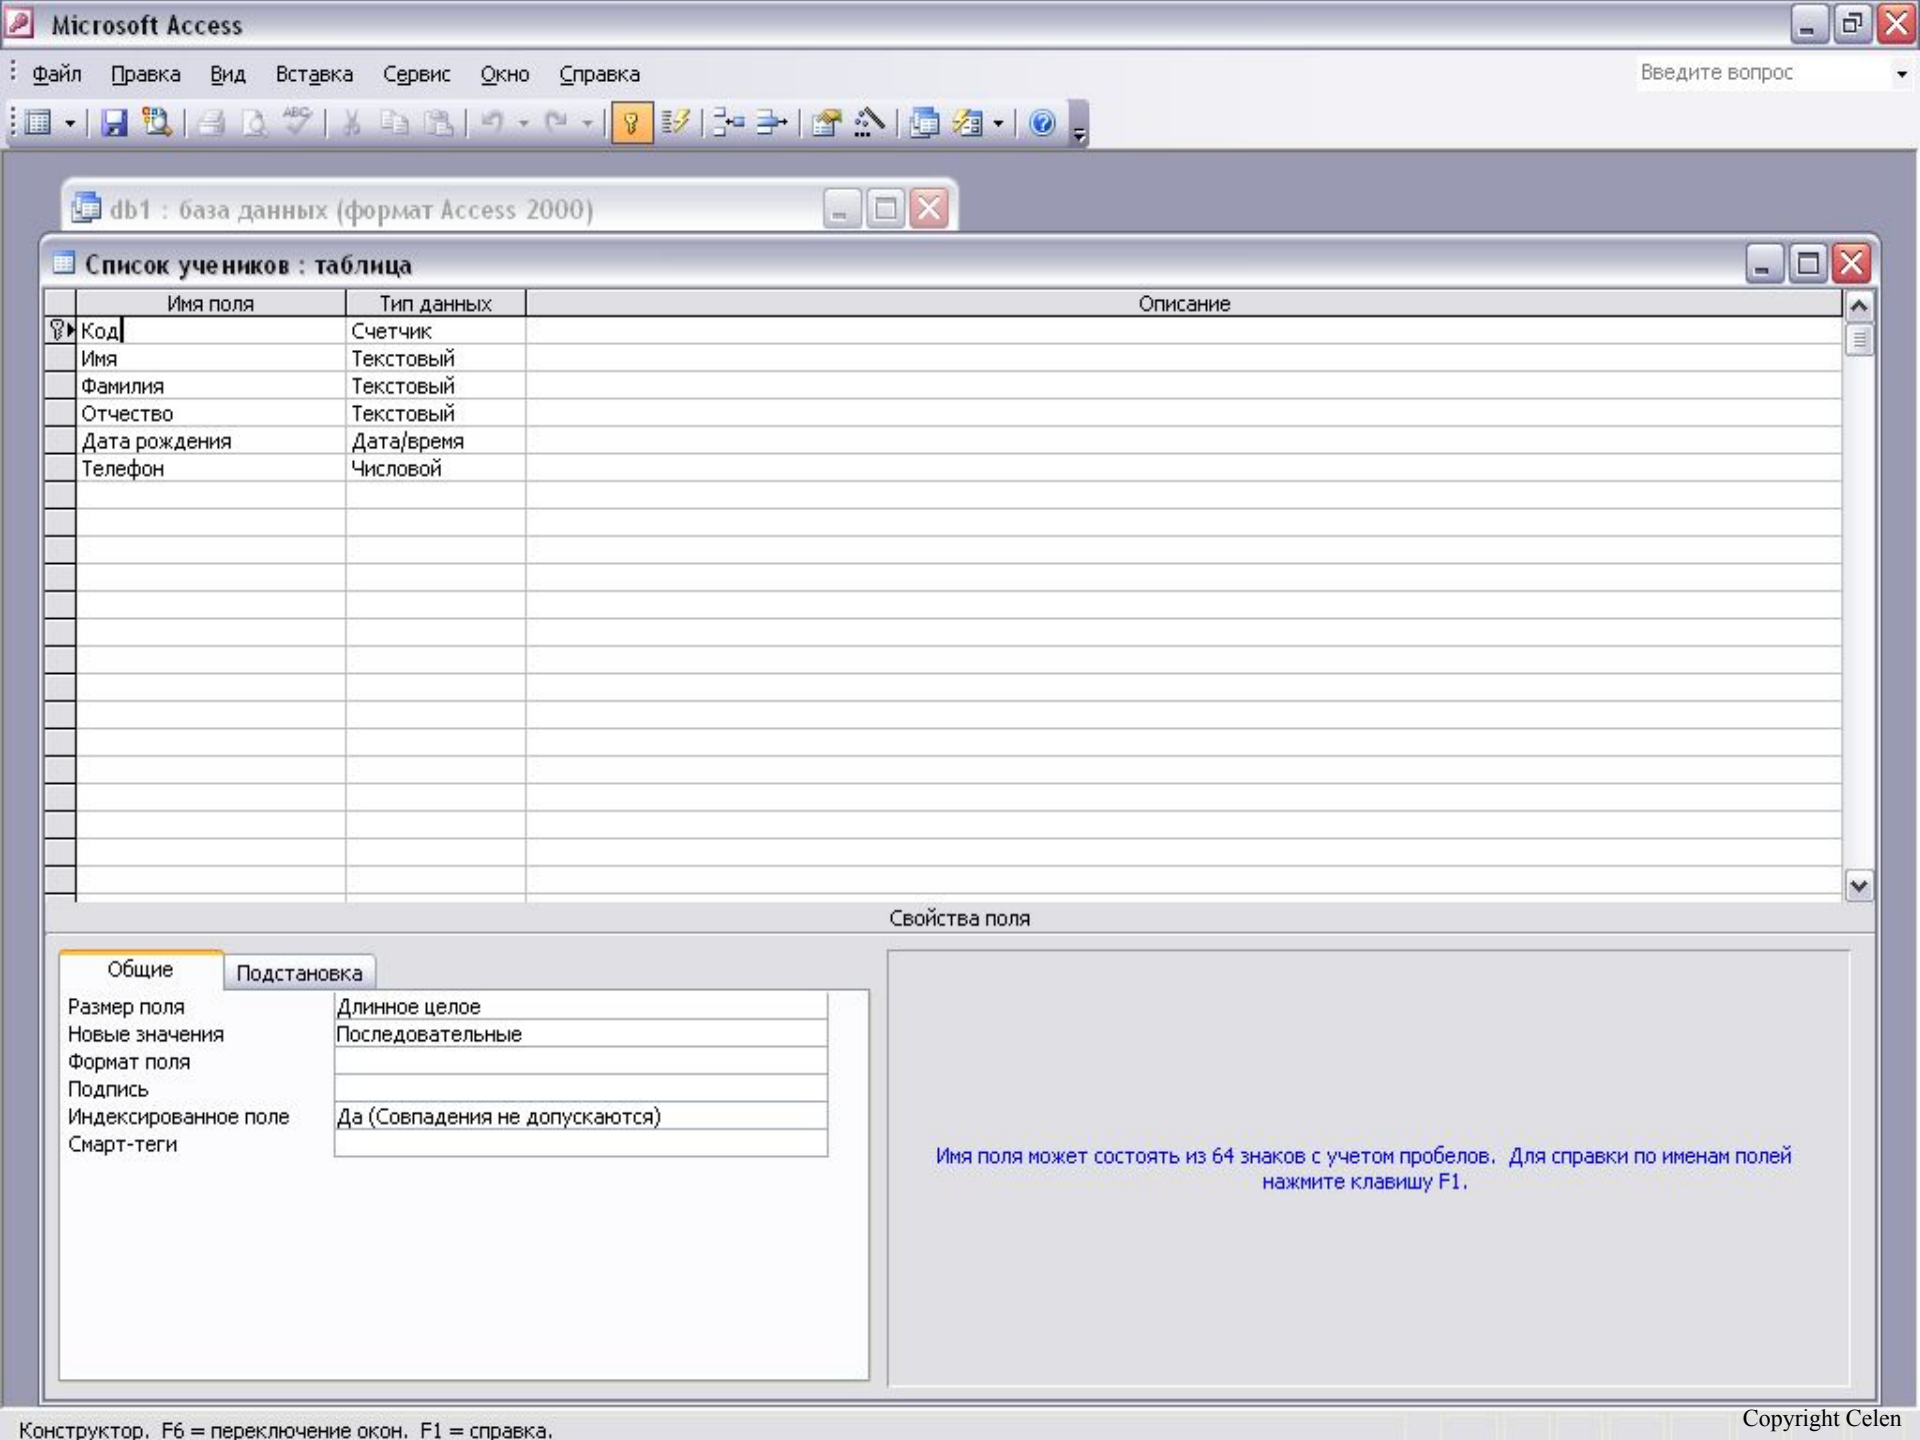 Microsoft Access
Файл Правка Вид Вставка Сервис Окно Справка
Введите вопрос
ABC
db1 : база данных (формат Access 2000)
Список учеников : таблица
Имя поля Тип данных Описание
Код Счетчик
Имя Текстовый
Фамилия Текстовый
Отчество Текстовый
Дата рождения Дата/время
Телефон Числовой
Свойства поля
Общие Подстановка
Размер поля Длинное целое
Новые значения Последовательные
Формат поля
Подпись
Индексированное поле Да (Совпадения не допускаются)
Смарт-теги
Имя поля может состоять из 64 знаков с учетом пробелов. Для справки по именам полей
нажмите клавишу F1.
Конструктор. F6 = переключение окон. F1 = справка.
Copyright Celen